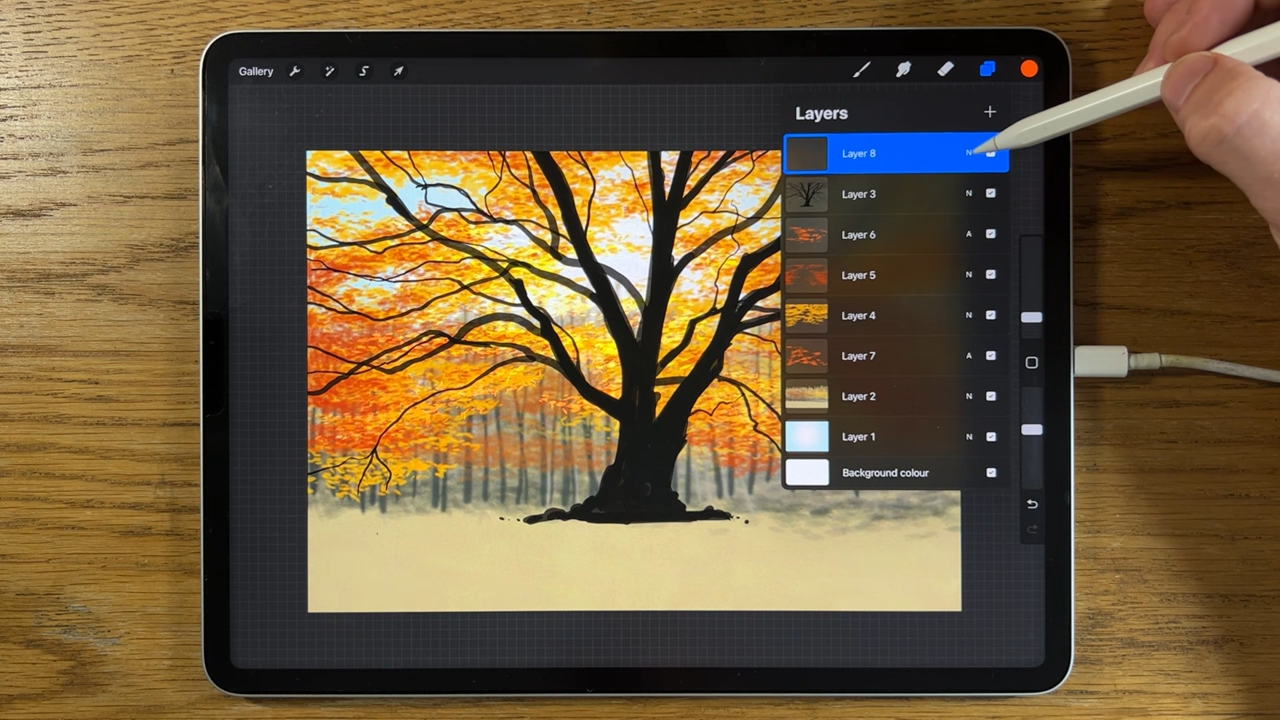 Gallery
Layers
Layer 8 N
Layer 3 N
Layer 6 A
Layer 5 N
Layer 4 N
Layer 7 A
Layer 2 N
Layer 1 N
Background colour